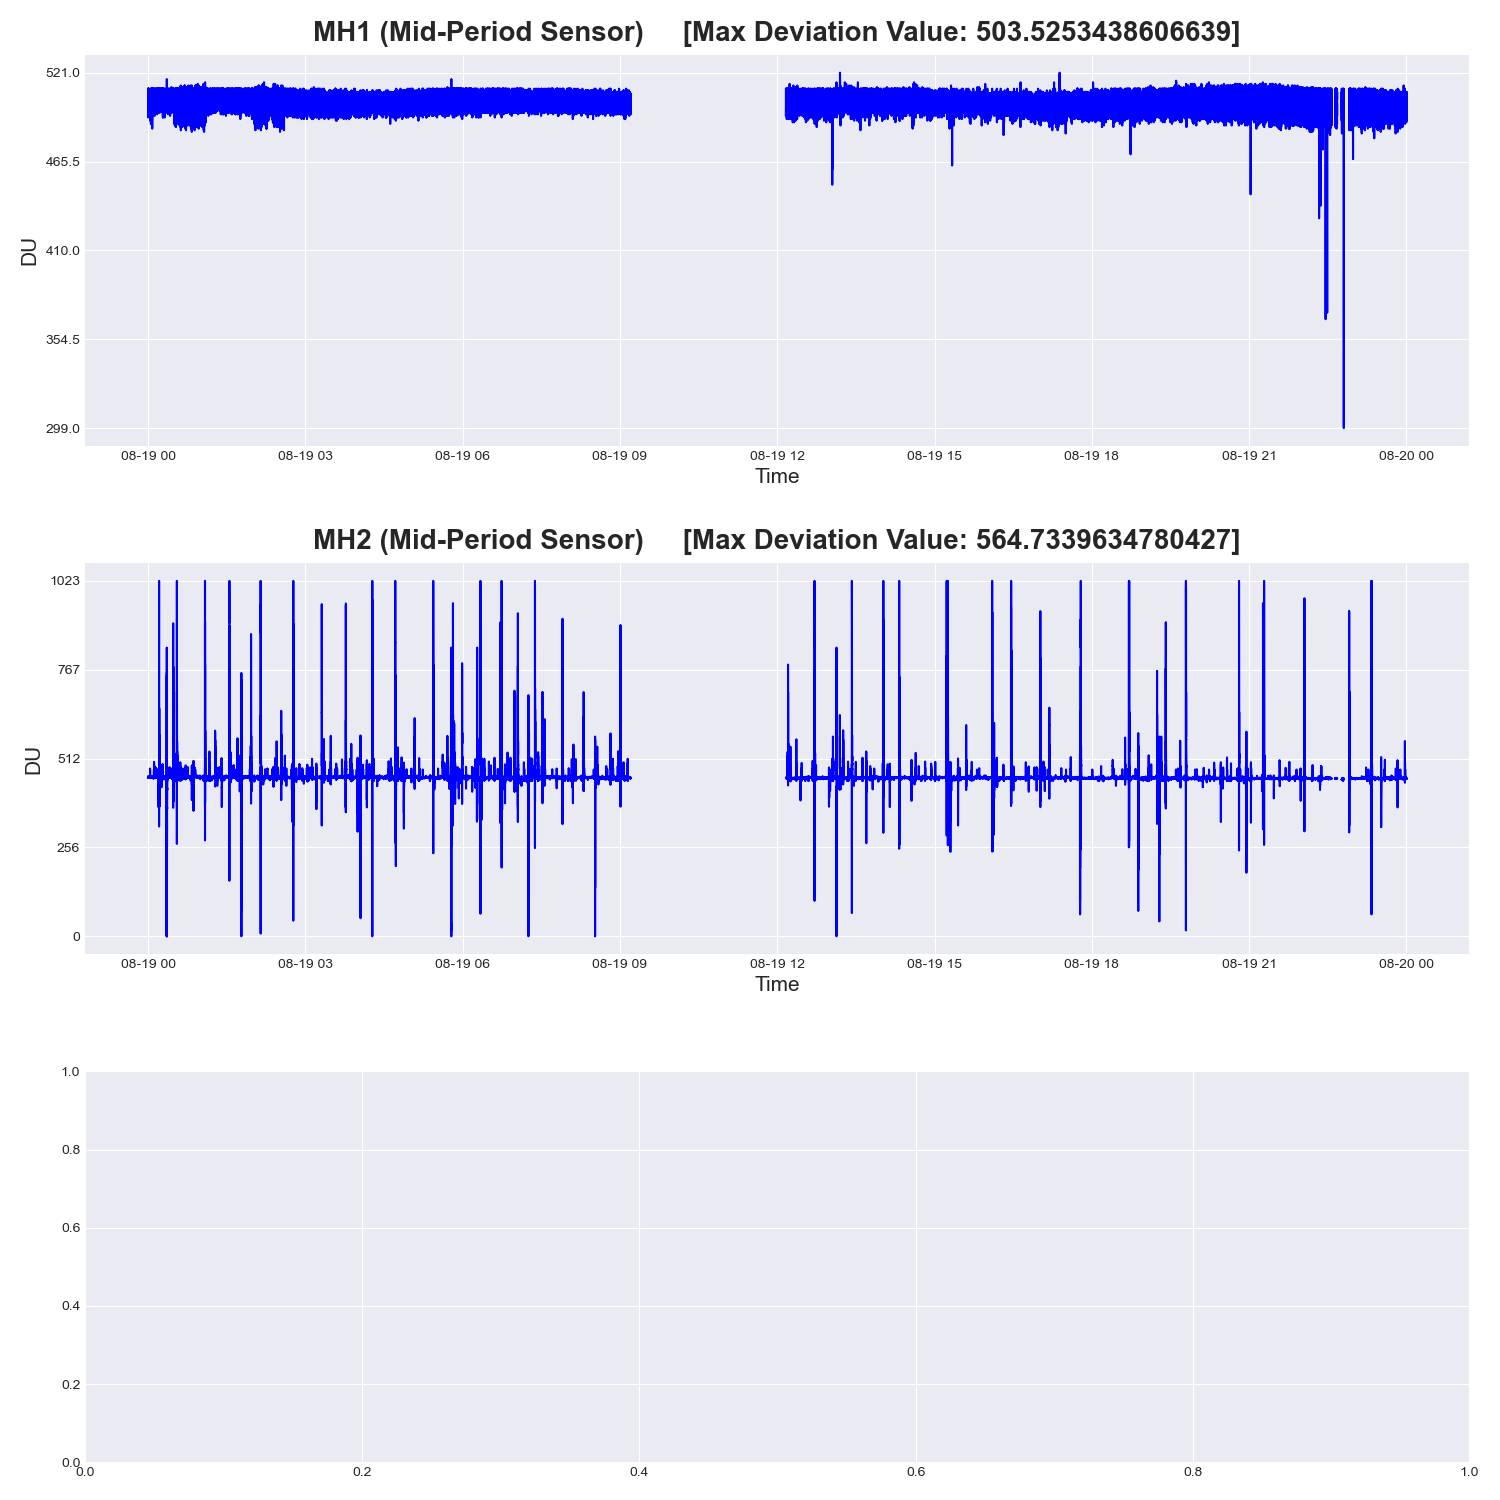 MH1 (Mid-Period Sensor) [Max Deviation Value: 503.5253438606639]
521.0
465.5
410.0
354.5
299.0
DU
08-19 00 08-19 03 08-19 06 08-19 09 08-19 12 08-19 15 08-19 18 08-19 21 08-20 00
Time
MH2 (Mid-Period Sensor) [Max Deviation Value: 564.7339634780427]
1023
767
512
256
0
DU
08-19 00 08-19 03 08-19 06 08-19 09 08-19 12 08-19 15 08-19 18 08-19 21 08-20 00
Time
1.0
0.8
0.6
0.4
0.2
0.0
0.0 0.2 0.4 0.6 0.8 1.0